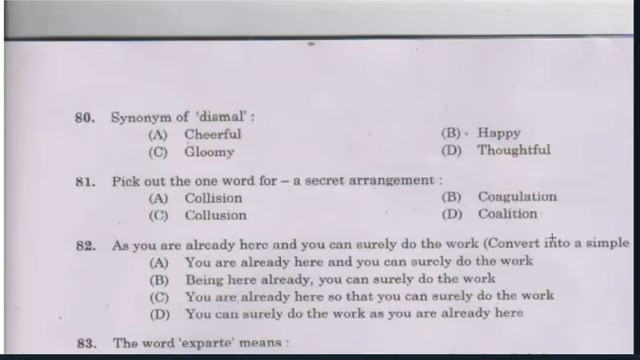 80. Synonym of 'dismal' :
(A) Cheerful (B) Happy
(C) Gloomy (D) Thoughtful
81. Pick out the one word for – a secret arrangement :
(A) Collision (B) Coagulation
(C) Collusion (D) Coalition
82. As you are already here and you can surely do the work (Convert into a simple
(A) You are already here and you can surely do the work
(B) Being here already, you can surely do the work
(C) You are already here so that you can surely do the work
(D) You can surely do the work as you are already here
83. The word 'exparte' means :